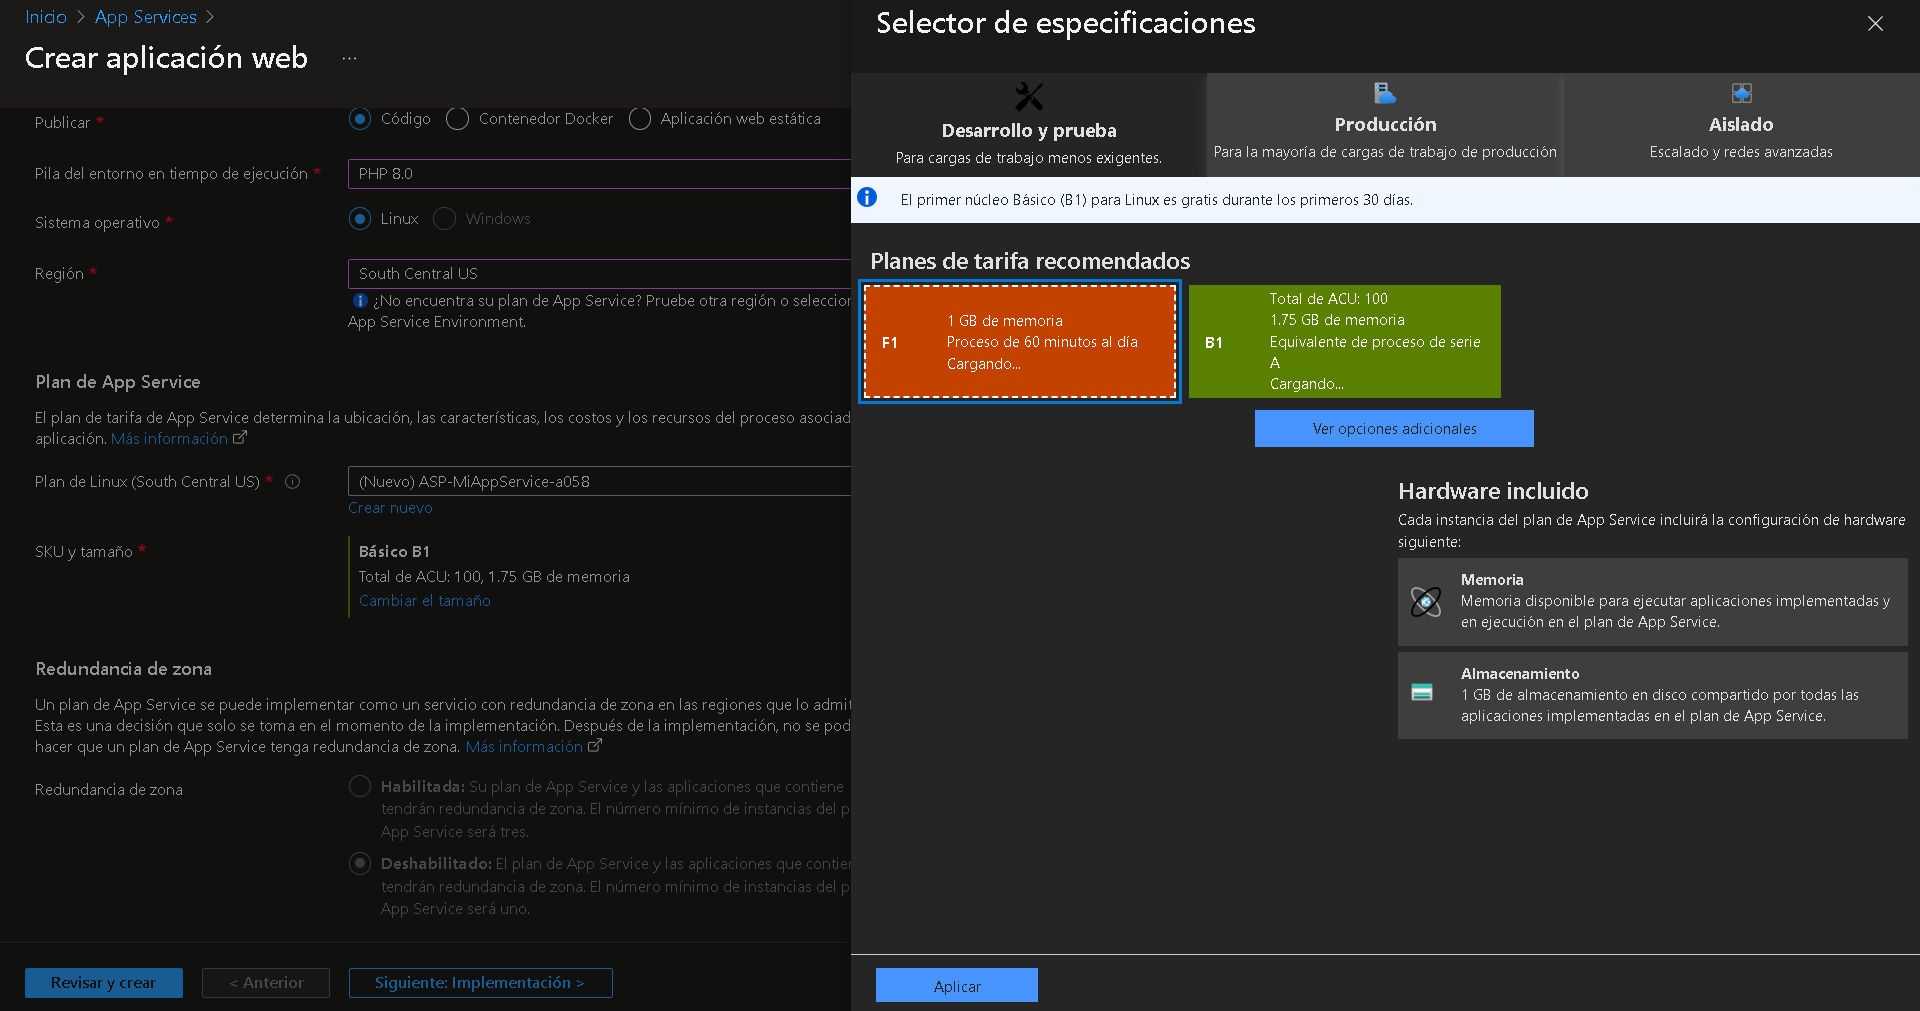 Inicio > App Services >
Crear aplicación web ...
Publicar *
Código
Contenedor Docker
Aplicación web estática
Pila del entorno en tiempo de ejecución *
PHP 8.0
Sistema operativo *
Linux
Windows
Región *
South Central US
¿No encuentra su plan de App Service? Pruebe otra región o seleccion
App Service Environment.
Plan de App Service
El plan de tarifa de App Service determina la ubicación, las características, los costos y los recursos del proceso asociad
aplicación. Más información
Plan de Linux (South Central US) *
(Nuevo) ASP-MiAppService-a058
Crear nuevo
SKU y tamaño *
Básico B1
Total de ACU: 100, 1.75 GB de memoria
Cambiar el tamaño
Redundancia de zona
Un plan de App Service se puede implementar como un servicio con redundancia de zona en las regiones que lo admit
Esta es una decisión que solo se toma en el momento de la implementación. Después de la implementación, no se pod
hacer que un plan de App Service tenga redundancia de zona. Más información
Redundancia de zona
Habilitada: Su plan de App Service y las aplicaciones que contiene
tendrán redundancia de zona. El número mínimo de instancias del p
App Service será tres.
Deshabilitado: El plan de App Service y las aplicaciones que contien
tendrán redundancia de zona. El número mínimo de instancias del p
App Service será uno.
Revisar y crear
< Anterior
Siguiente: Implementación >
Selector de especificaciones
Desarrollo y prueba
Para cargas de trabajo menos exigentes.
Producción
Para la mayoría de cargas de trabajo de producción
Aislado
Escalado y redes avanzadas
El primer núcleo Básico (B1) para Linux es gratis durante los primeros 30 días.
Planes de tarifa recomendados
F1
1 GB de memoria
Proceso de 60 minutos al día
Cargando...
B1
Total de ACU: 100
1.75 GB de memoria
Equivalente de proceso de serie
A
Cargando...
Ver opciones adicionales
Hardware incluido
Cada instancia del plan de App Service incluirá la configuración de hardware
siguiente:
Memoria
Memoria disponible para ejecutar aplicaciones implementadas y
en ejecución en el plan de App Service.
Almacenamiento
1 GB de almacenamiento en disco compartido por todas las
aplicaciones implementadas en el plan de App Service.
Aplicar